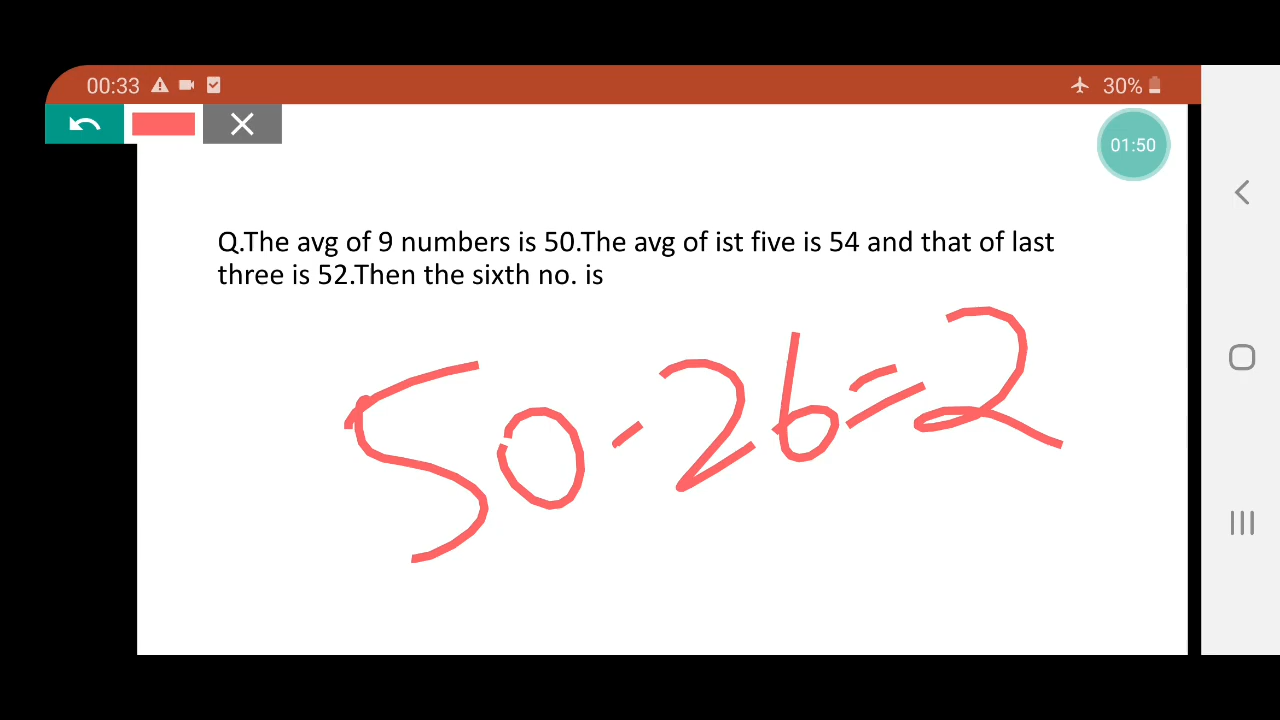 00:33 30%
01:50
Q.The avg of 9 numbers is 50.The avg of ist five is 54 and that of last
three is 52.Then the sixth no. is
50-26=2